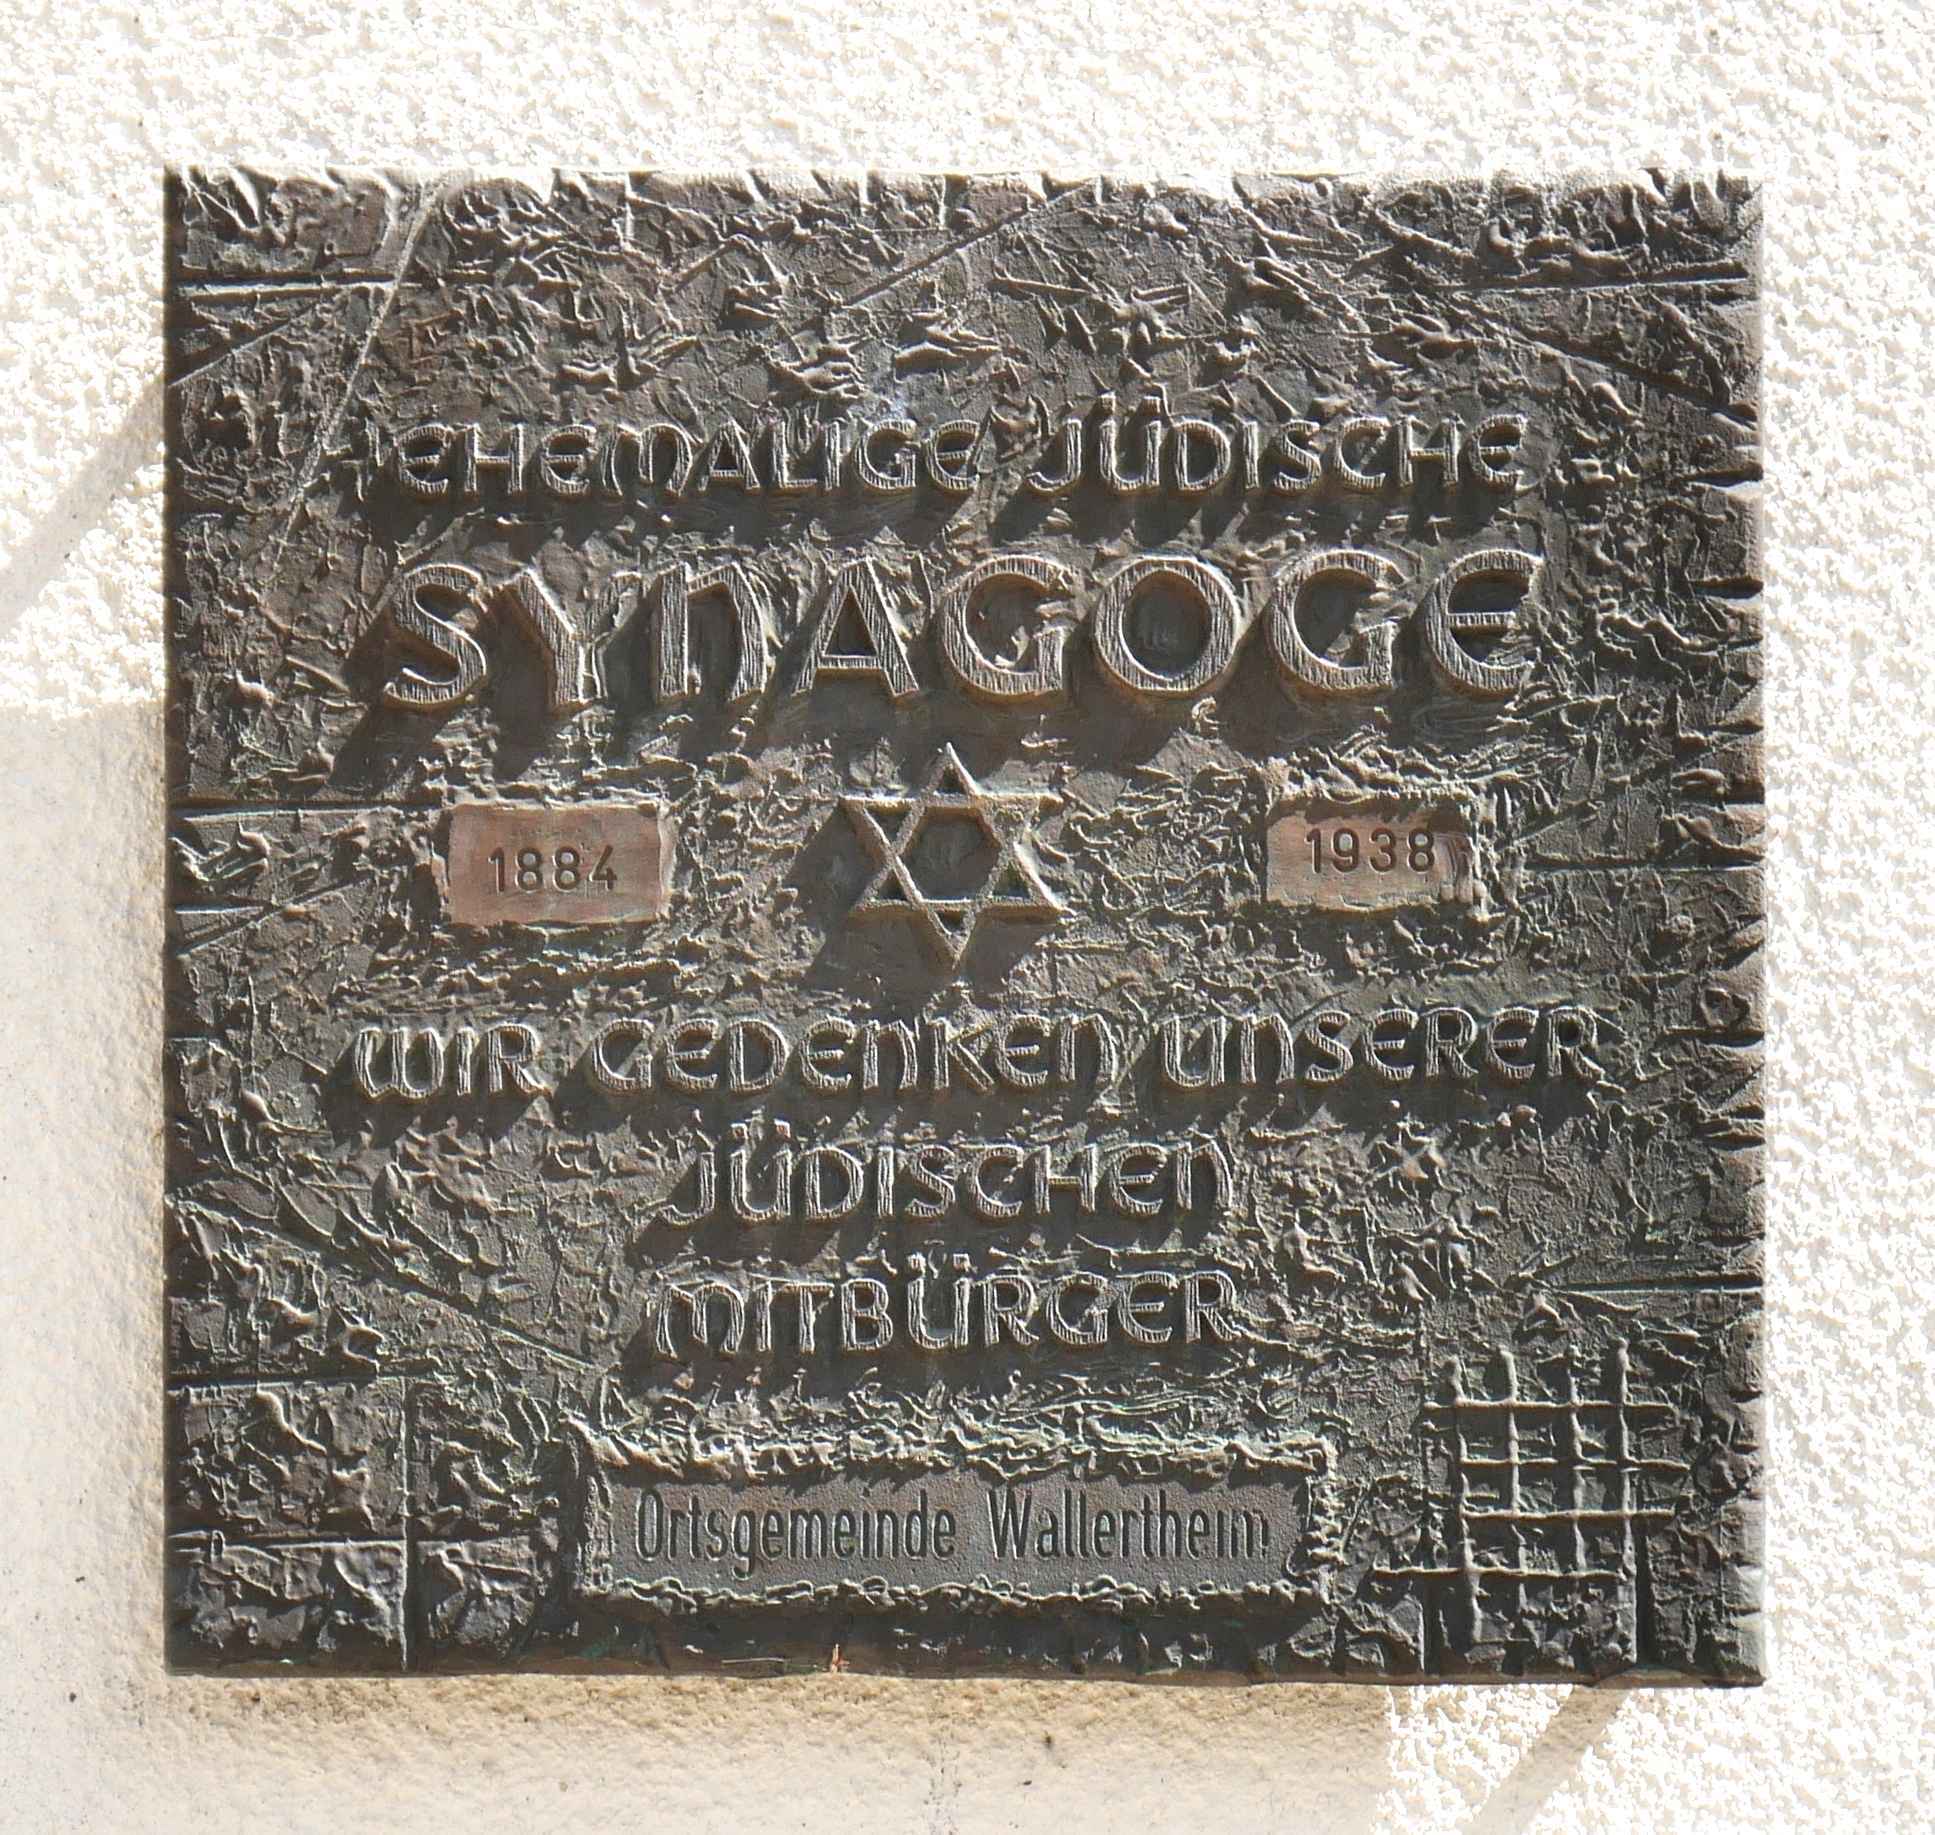 EHEMALIGE JÜDISCHE
SYNAGOGE
1884 1938
WIR GEDENKEN UNSERER
JÜDISCHEN
MITBÜRGER
Ortsgemeinde Wallertheim